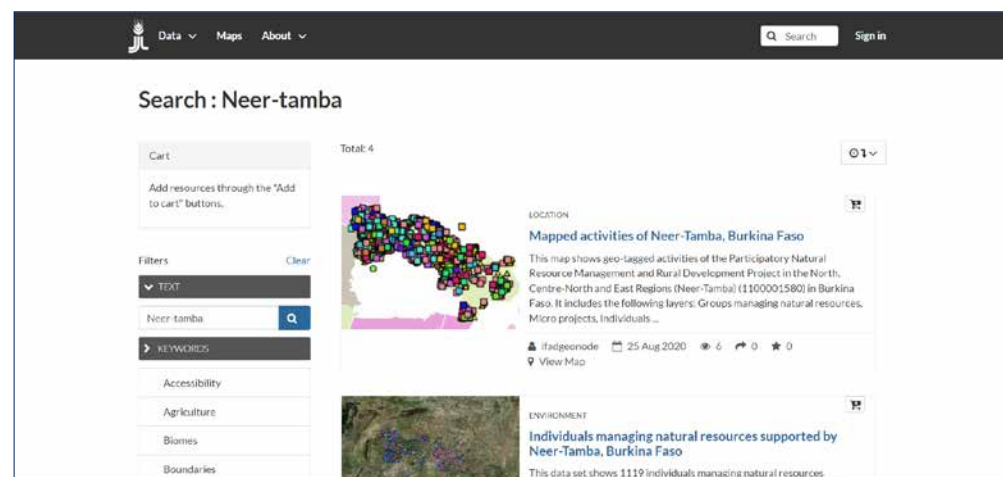 Data Maps About Search Sign in
Search : Neer-tamba
Cart
Add resources through the "Add
to cart" buttons.
Filters Clear
TEXT
Neer-tamba
KEYWORDS
Accessibility
Agriculture
Biomes
Boundaries
Total: 4
LOCATION
Mapped activities of Neer-Tamba, Burkina Faso
This map shows geo-tagged activities of the Participatory Natural
Resource Management and Rural Development Project in the North,
Centre-North and East Regions (Neer-Tamba) (1100001580) in Burkina
Faso. It includes the following layers: Groups managing natural resources,
Micro projects, Individuals ...
ifadgeonode 25 Aug 2020 6 0 0
View Map
ENVIRONMENT
Individuals managing natural resources supported by
Neer-Tamba, Burkina Faso
This data set shows 1119 individuals managing natural resources